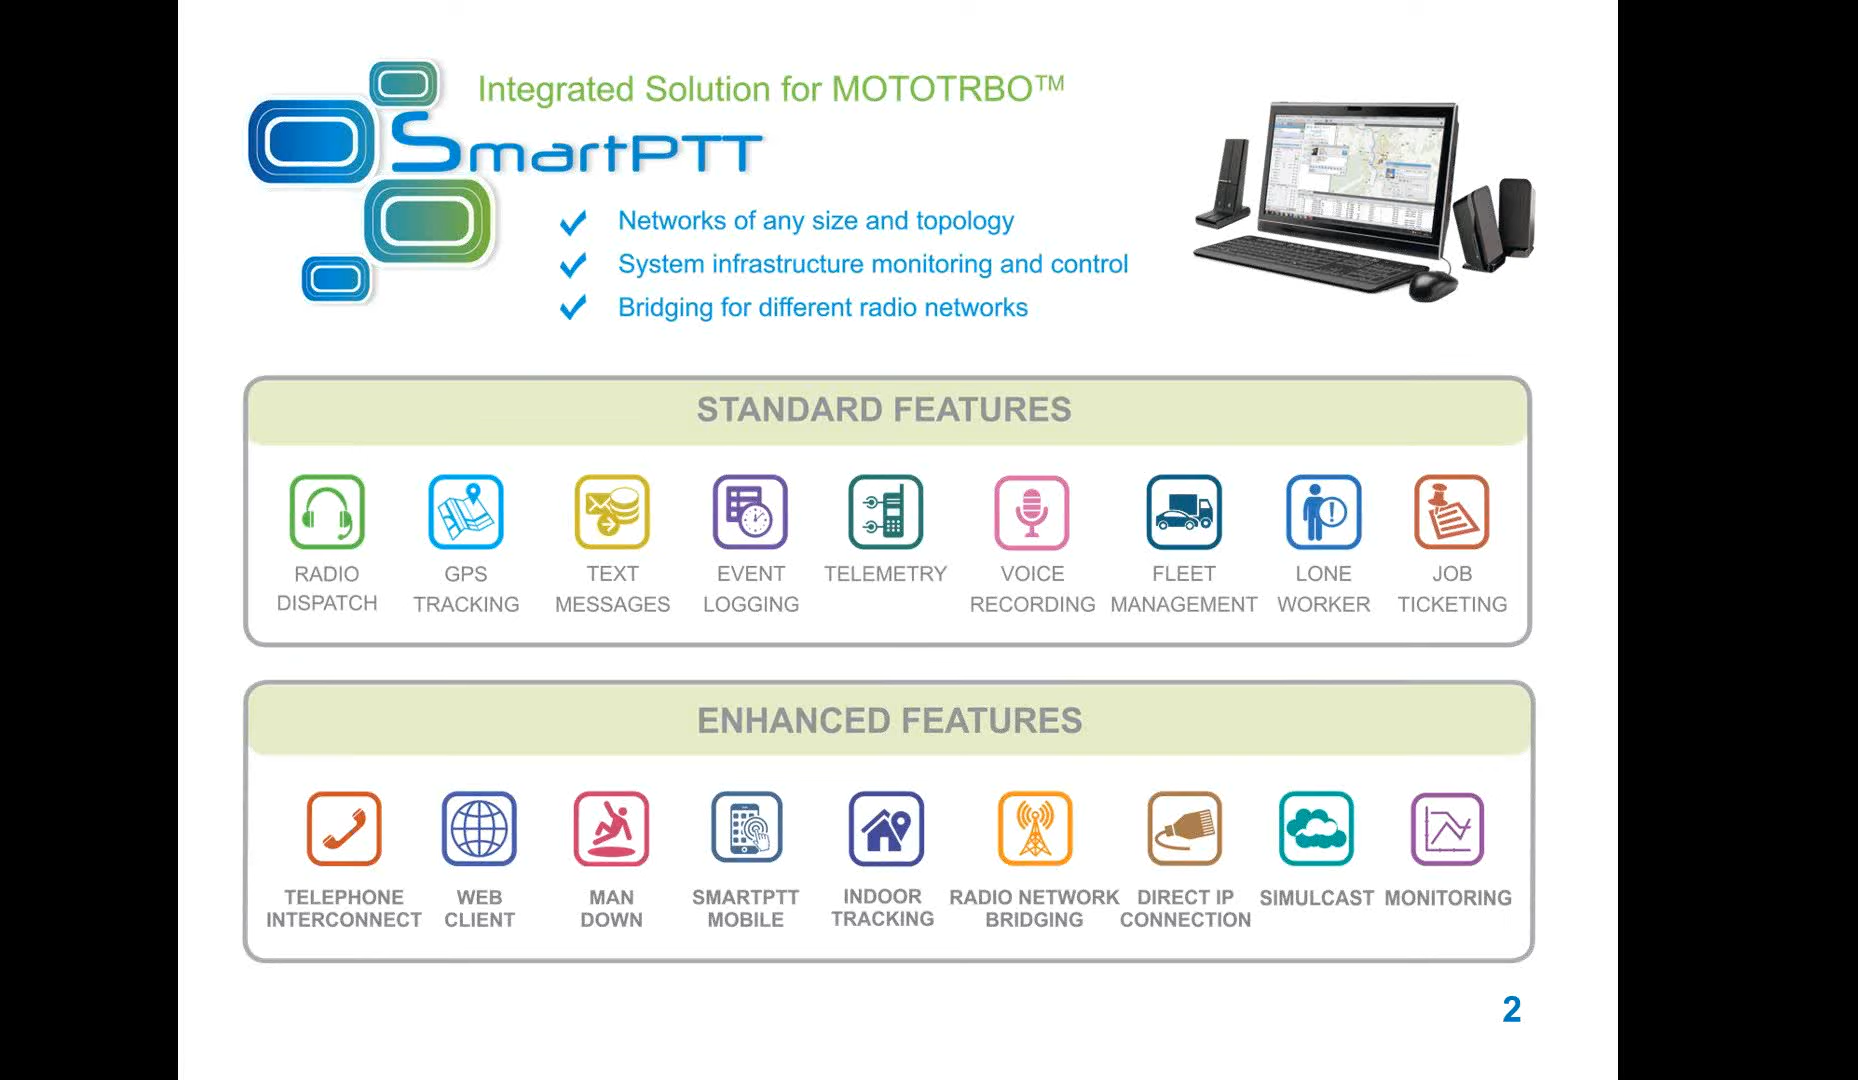 Integrated Solution for MOTOTRBO™
SmartPTT
Networks of any size and topology
System infrastructure monitoring and control
Bridging for different radio networks
STANDARD FEATURES
RADIO
DISPATCH
GPS
TRACKING
TEXT
MESSAGES
EVENT
LOGGING
TELEMETRY
VOICE
RECORDING
FLEET
MANAGEMENT
LONE
WORKER
JOB
TICKETING
ENHANCED FEATURES
TELEPHONE
INTERCONNECT
WEB
CLIENT
MAN
DOWN
SMARTPTT
MOBILE
INDOOR
TRACKING
RADIO NETWORK
BRIDGING
DIRECT IP
CONNECTION
SIMULCAST
MONITORING
2